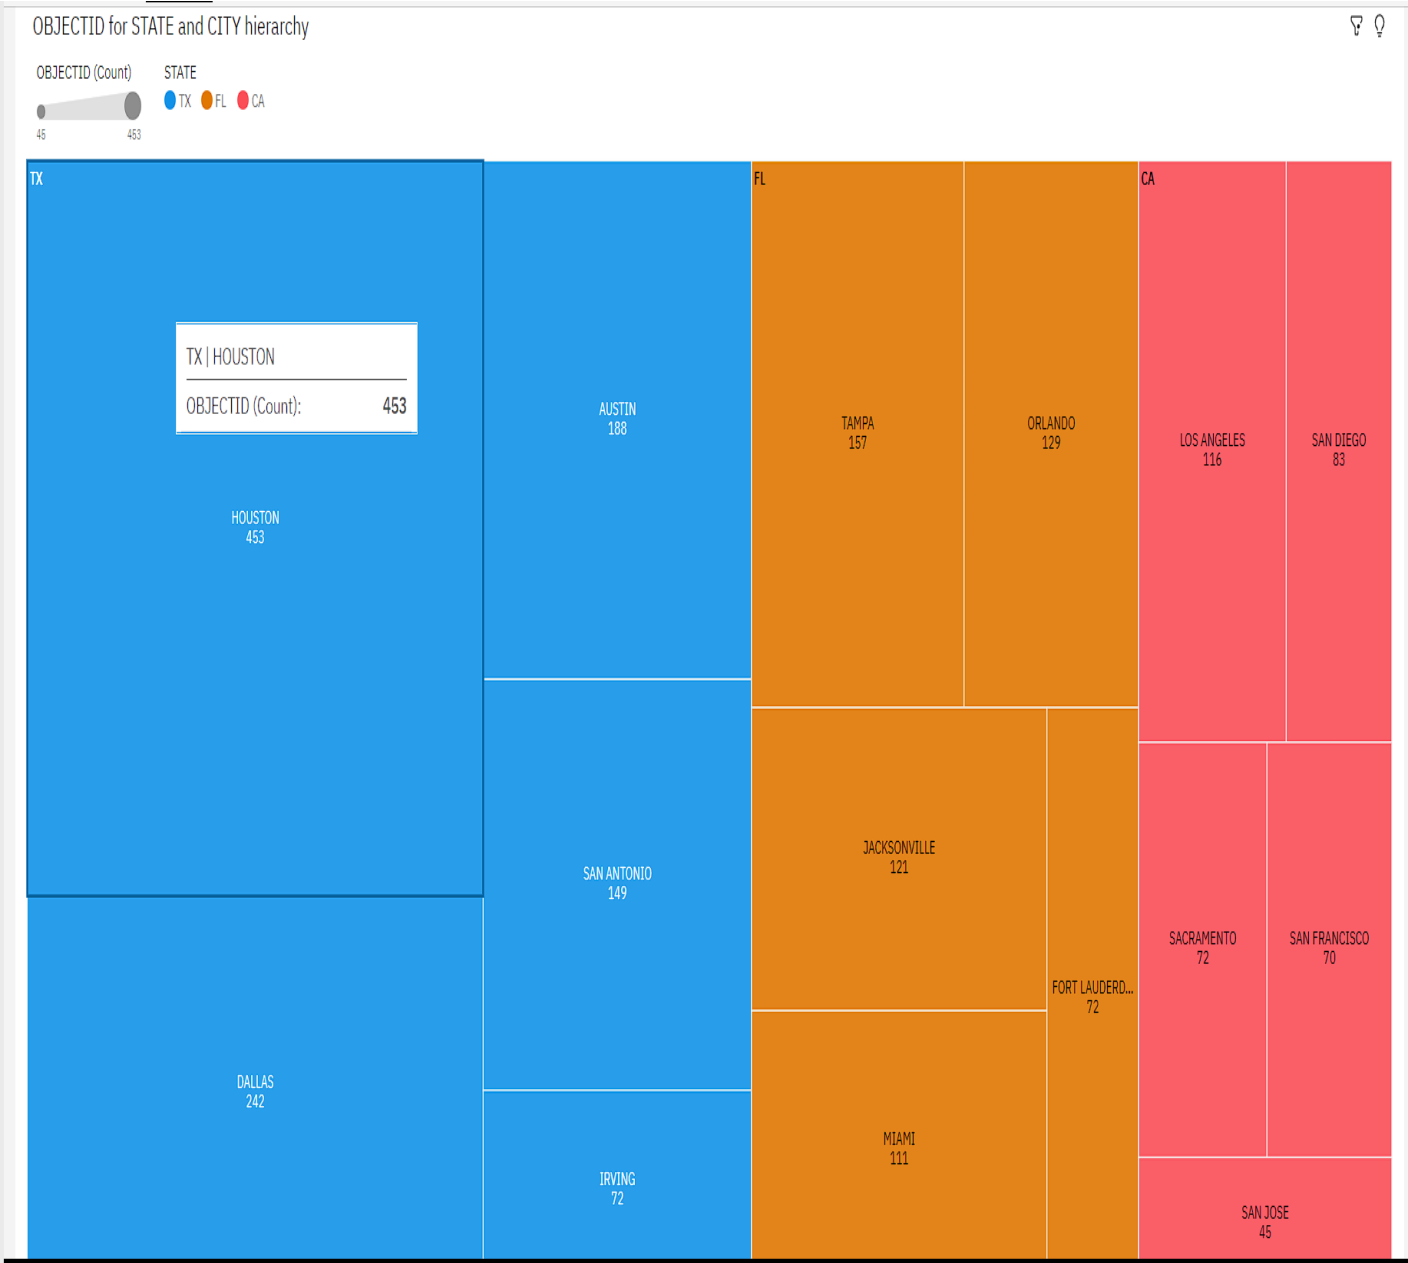 OBJECTID for STATE and CITY hierarchy
OBJECTID (Count)
STATE
TX
FL
CA
45
453
TX
FL
CA
TX | HOUSTON
OBJECTID (Count): 453
HOUSTON
453
AUSTIN
188
TAMPA
157
ORLANDO
129
LOS ANGELES
116
SAN DIEGO
83
SAN ANTONIO
149
JACKSONVILLE
121
FORT LAUDERD...
72
SACRAMENTO
72
SAN FRANCISCO
70
DALLAS
242
IRVING
72
MIAMI
111
SAN JOSE
45